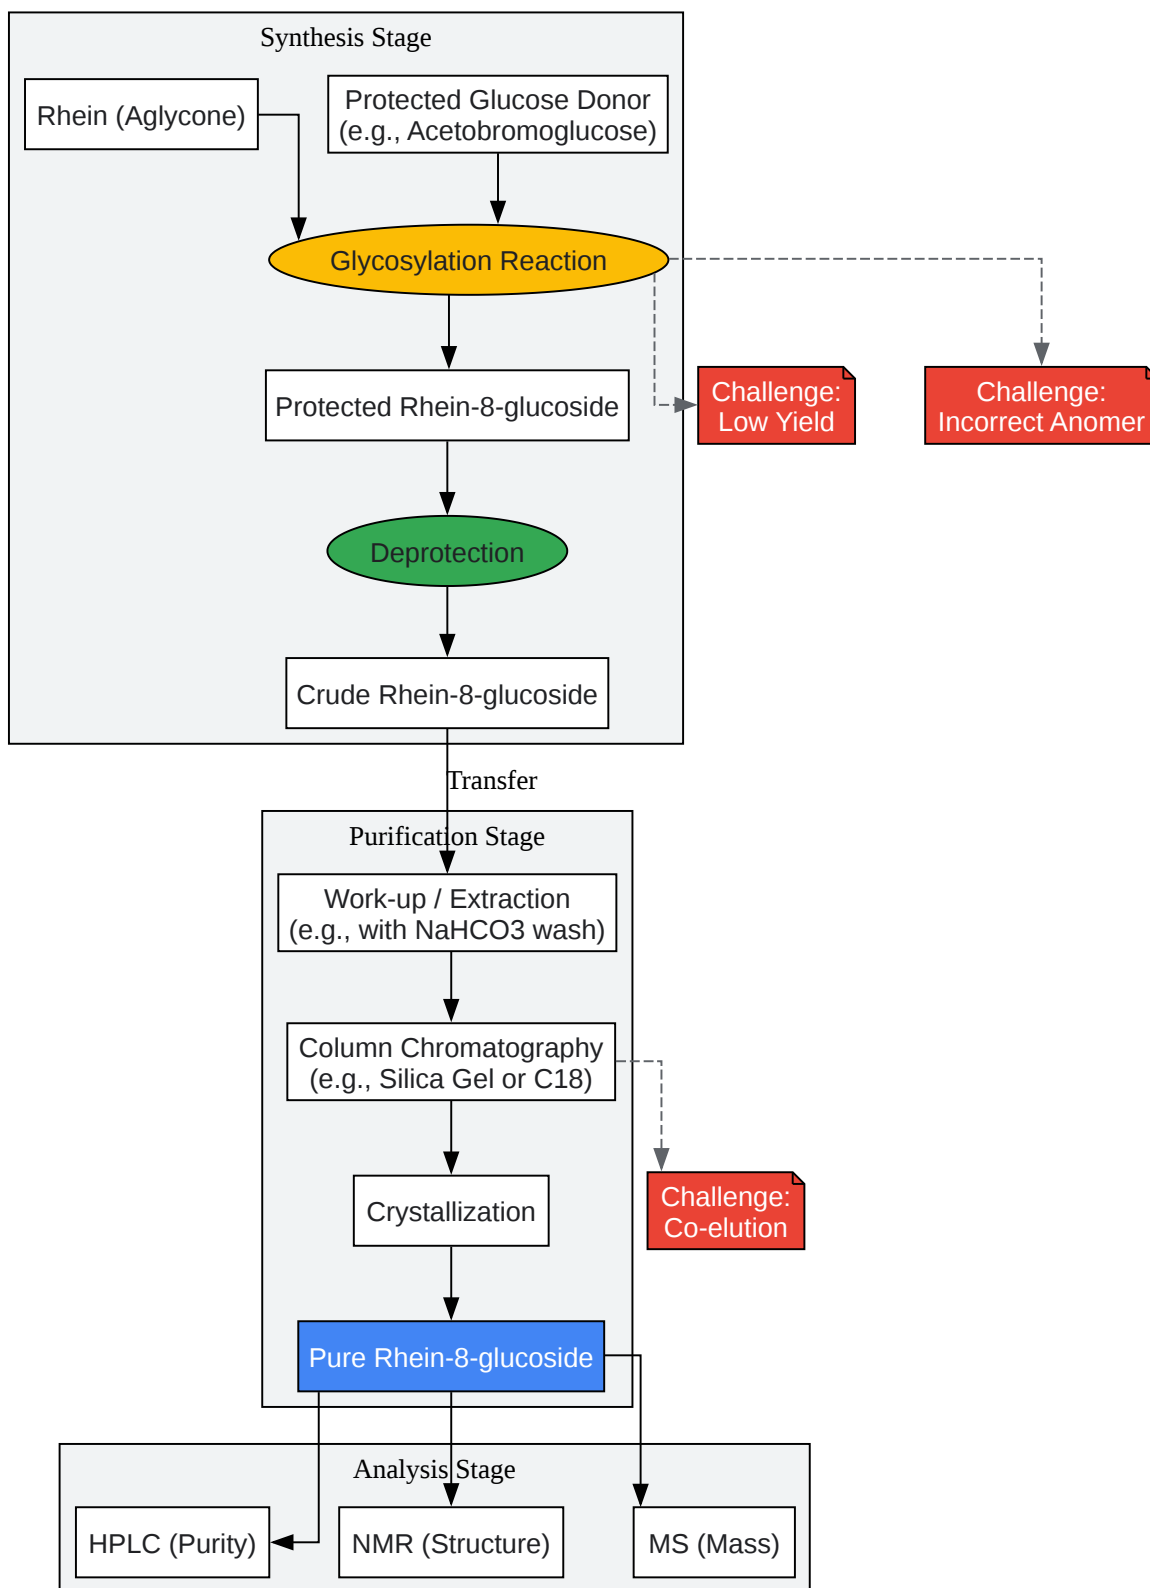 Synthesis Stage
Rhein (Aglycone)
Protected Glucose Donor
(e.g., Acetobromoglucose)
Glycosylation Reaction
Protected Rhein-8-glucoside
Challenge:
Low Yield
Challenge:
Incorrect Anomer
Deprotection
Crude Rhein-8-glucoside
Transfer
Purification Stage
Work-up / Extraction
(e.g., with NaHCO3 wash)
Column Chromatography
(e.g., Silica Gel or C18)
Crystallization
Challenge:
Co-elution
Pure Rhein-8-glucoside
Analysis Stage
HPLC (Purity)
NMR (Structure)
MS (Mass)